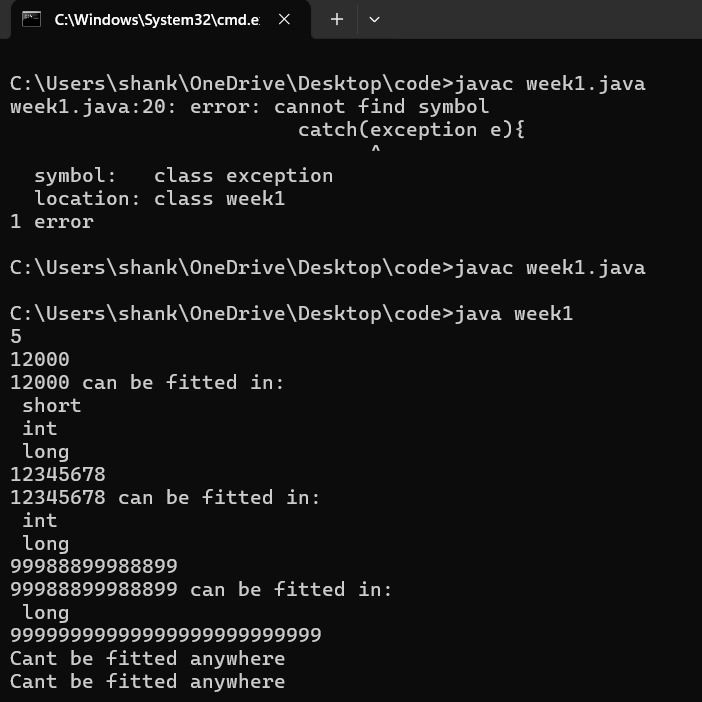 C:\Windows\System32\cmd.e
C:\Users\shank\OneDrive\Desktop\code>javac week1.java
week1.java:20: error: cannot find symbol
                        catch(exception e){
                              ^
  symbol:   class exception
  location: class week1
1 error
C:\Users\shank\OneDrive\Desktop\code>javac week1.java
C:\Users\shank\OneDrive\Desktop\code>java week1
5
12000
12000 can be fitted in:
 short
 int
 long
12345678
12345678 can be fitted in:
 int
 long
99988899988899
99988899988899 can be fitted in:
 long
99999999999999999999999999
Cant be fitted anywhere
Cant be fitted anywhere